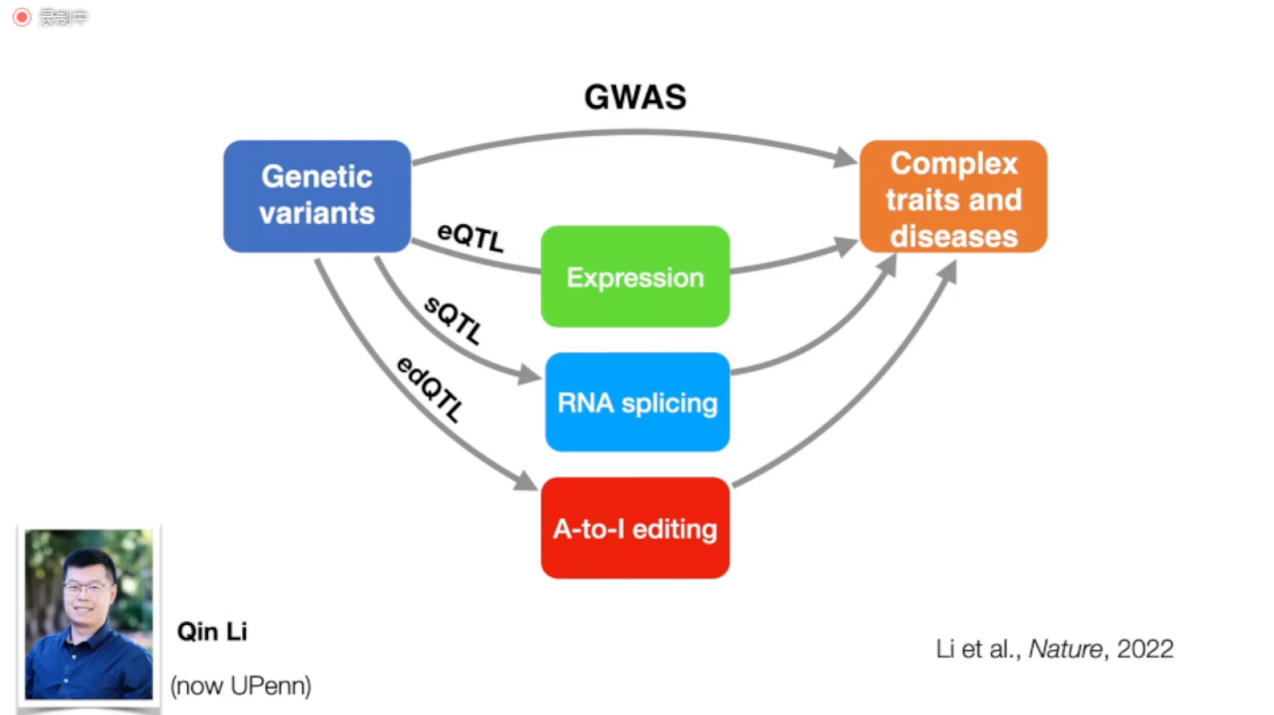 录制中
GWAS
Genetic
variants
Complex
traits and
diseases
eQTL
Expression
sQTL
RNA splicing
edQTL
A-to-I editing
Qin Li
(now UPenn)
Li et al., Nature, 2022